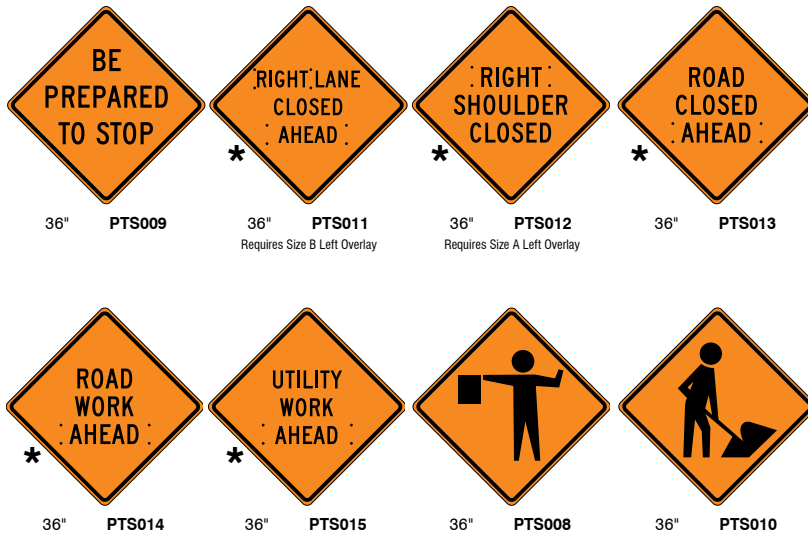 BE
PREPARED
TO STOP
36" PTS009
RIGHT LANE
CLOSED
AHEAD
*
36" PTS011
Requires Size B Left Overlay
RIGHT
SHOULDER
CLOSED
*
36" PTS012
Requires Size A Left Overlay
ROAD
CLOSED
AHEAD
*
36" PTS013
ROAD
WORK
AHEAD
*
36" PTS014
UTILITY
WORK
AHEAD
*
36" PTS015
36" PTS008
36" PTS010